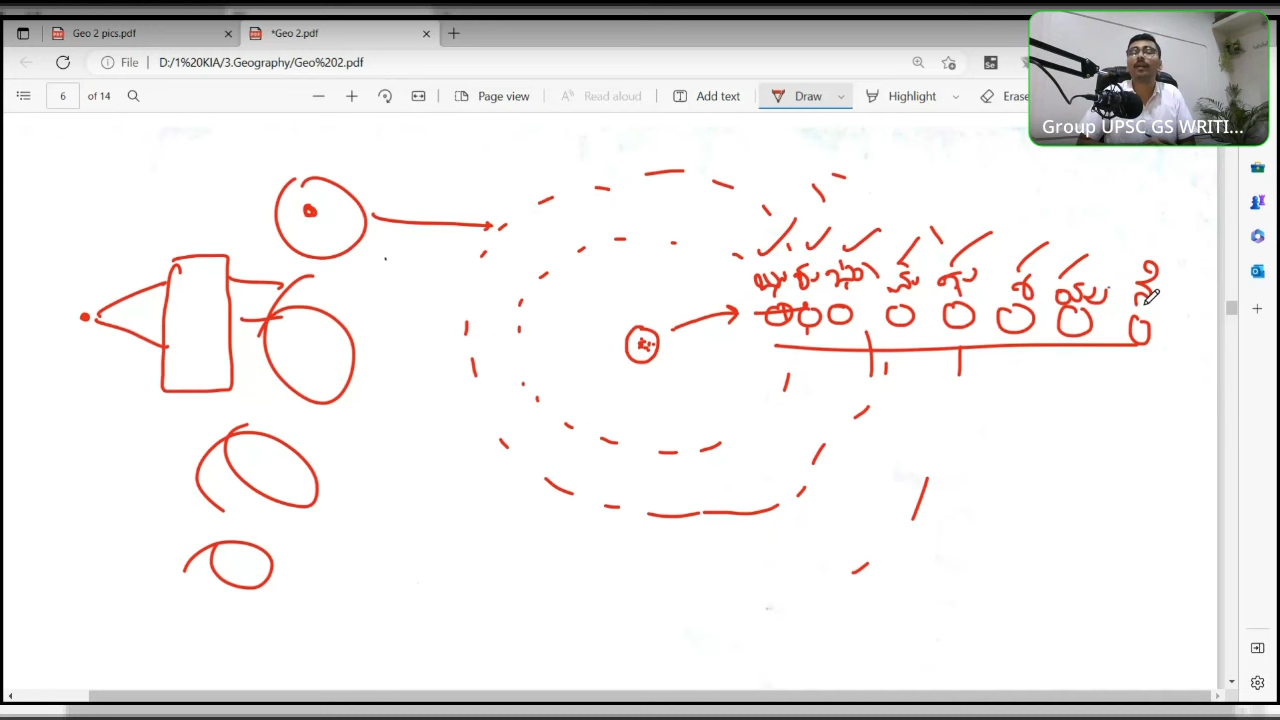 Geo 2 pics.pdf
*Geo 2.pdf
File
D:/1%20KIA/3.Geography/Geo%202.pdf
6 of 14
Page view
Read aloud
Add text
Draw
Highlight
Erase
Group UPSC GS WRITI...
ಬು ಶು ಭೂ ಮಂ ಗು ಶ ಯು ನೆ